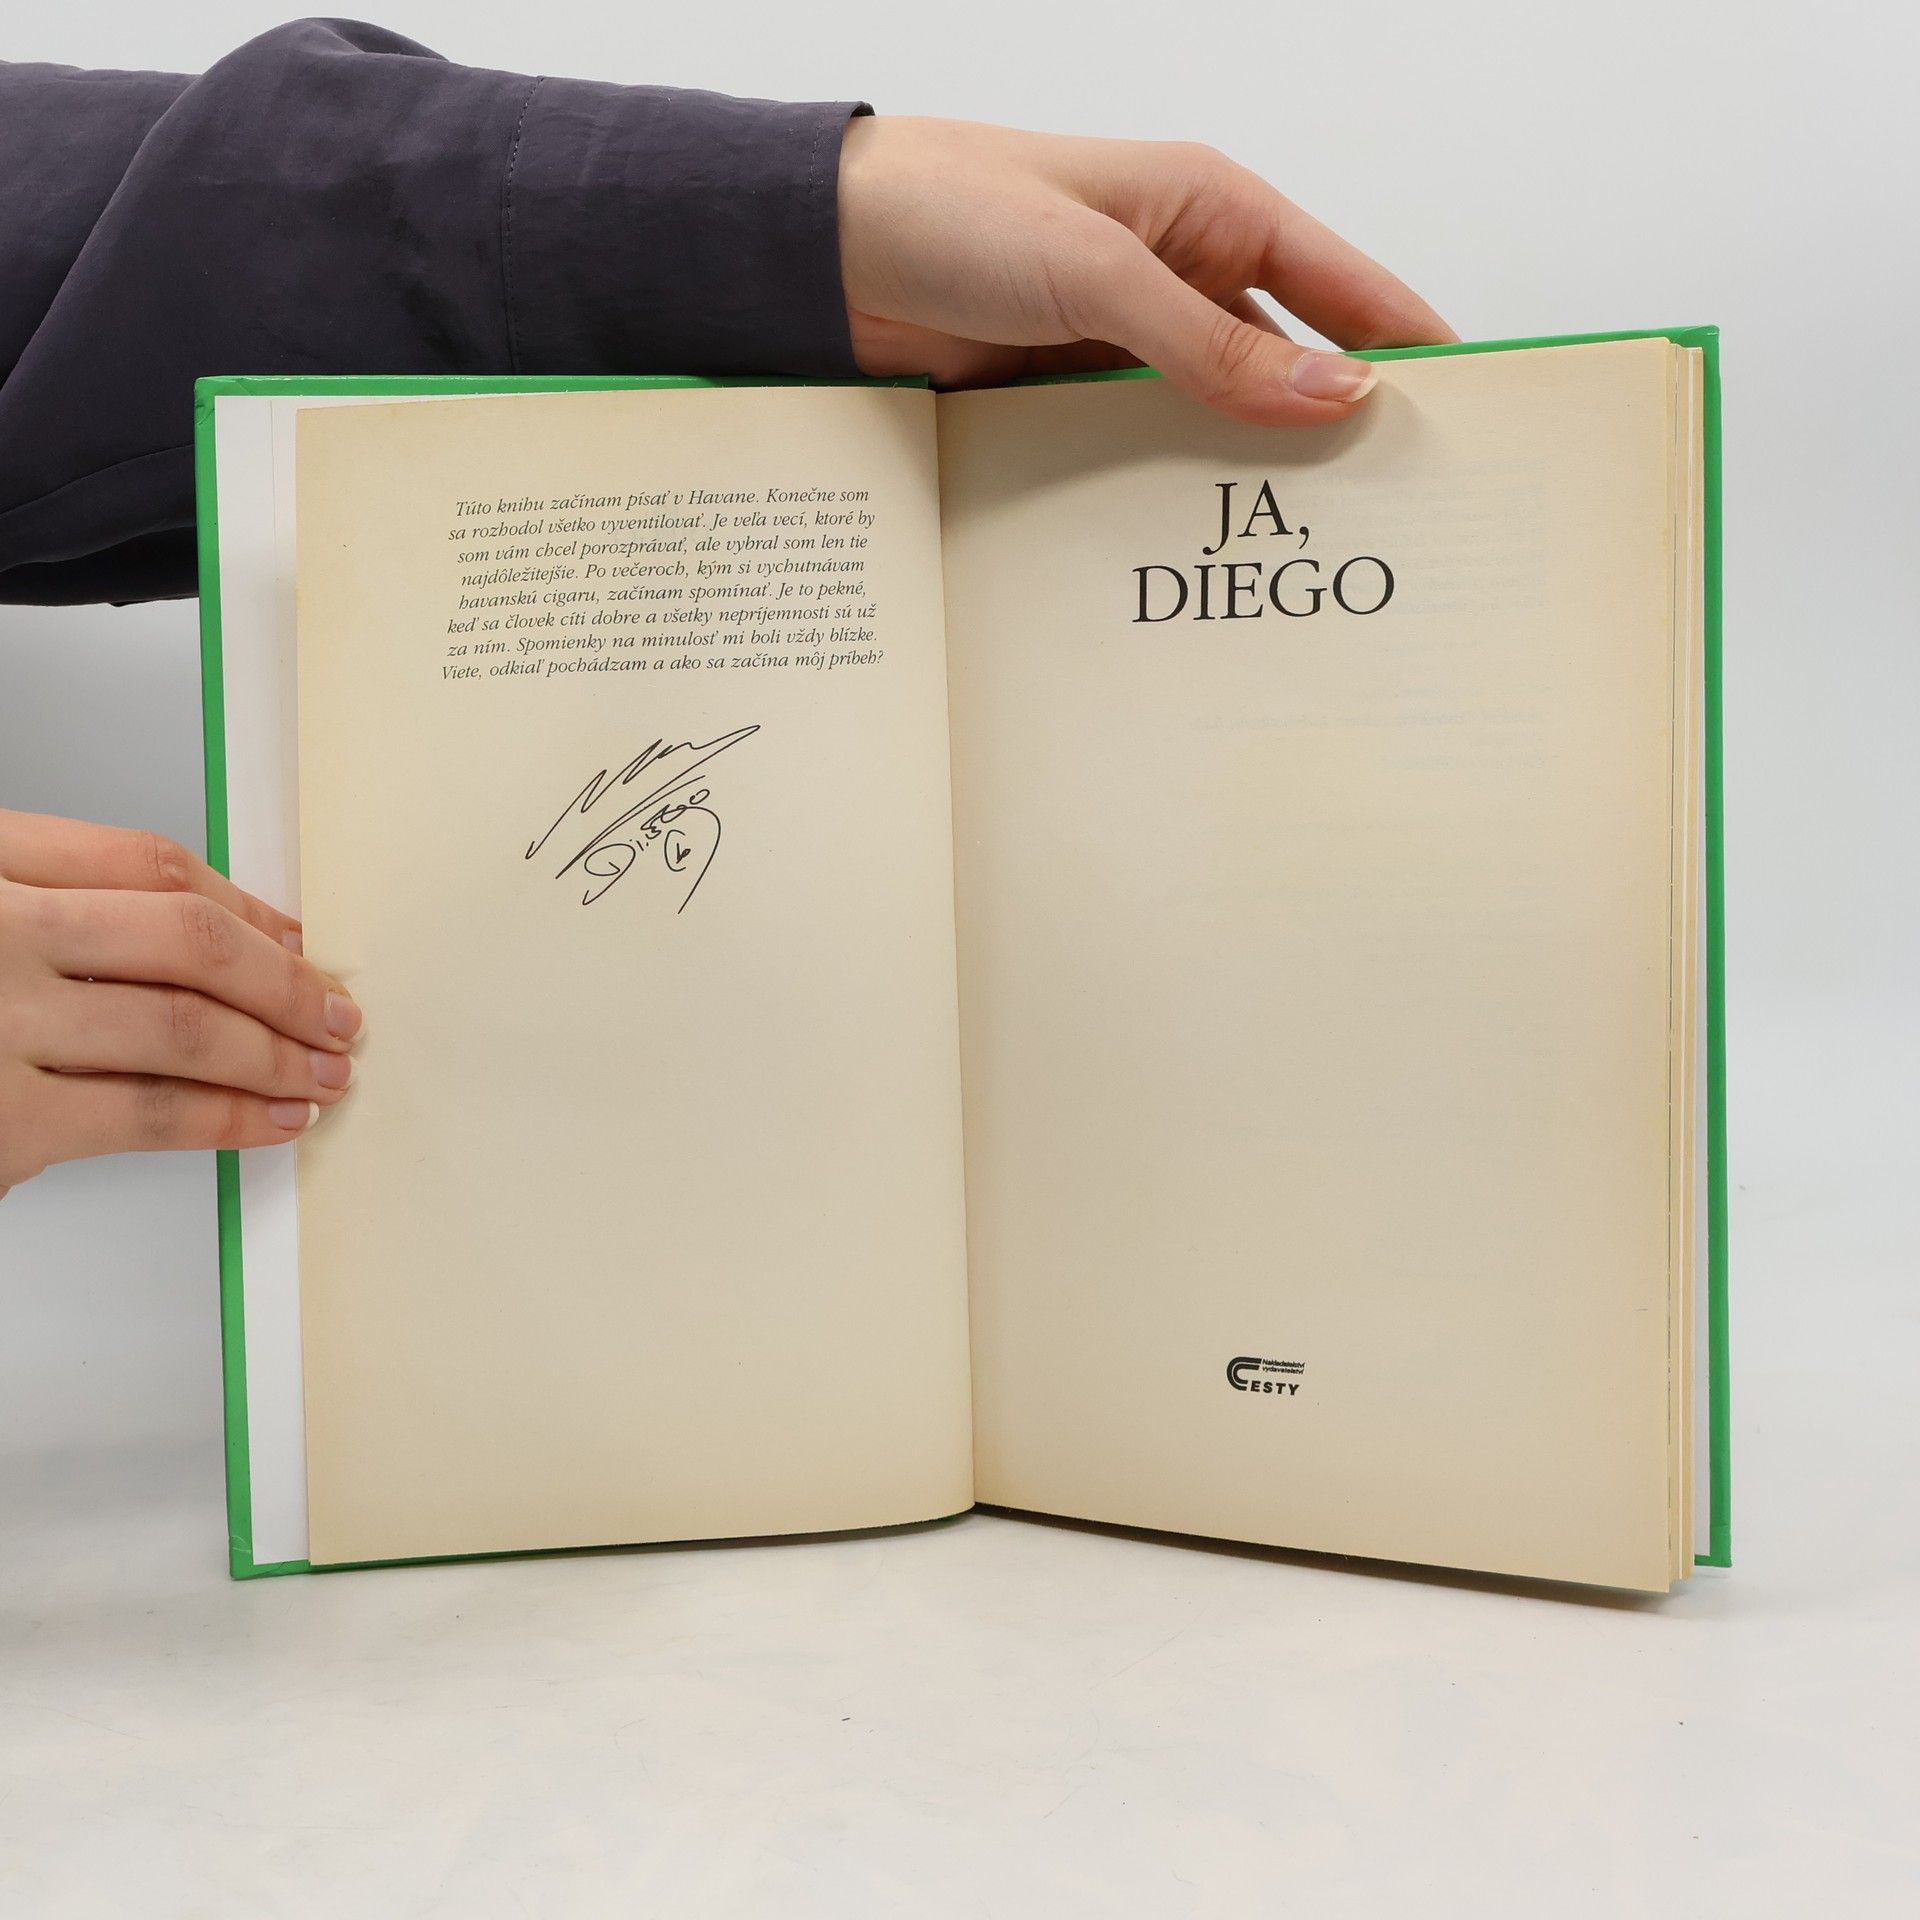 Túto knihu začínam písať v Havane. Konečne som
sa rozhodol všetko vyventilovať. Je veľa vecí, ktoré by
som vám chcel porozprávať, ale vybral som len tie
najdôležitejšie. Po večeroch, kým si vychutnávam
havanskú cigaru, začínam spomínať. Je to pekné,
keď sa človek cíti dobre a všetky nepríjemnosti sú už
za ním. Spomienky na minulosť mi boli vždy blízke.
Viete, odkiaľ pochádzam a ako sa začína môj príbeh?
JA,
DIEGO
Nakladatelství
vydavatelství
CESTY